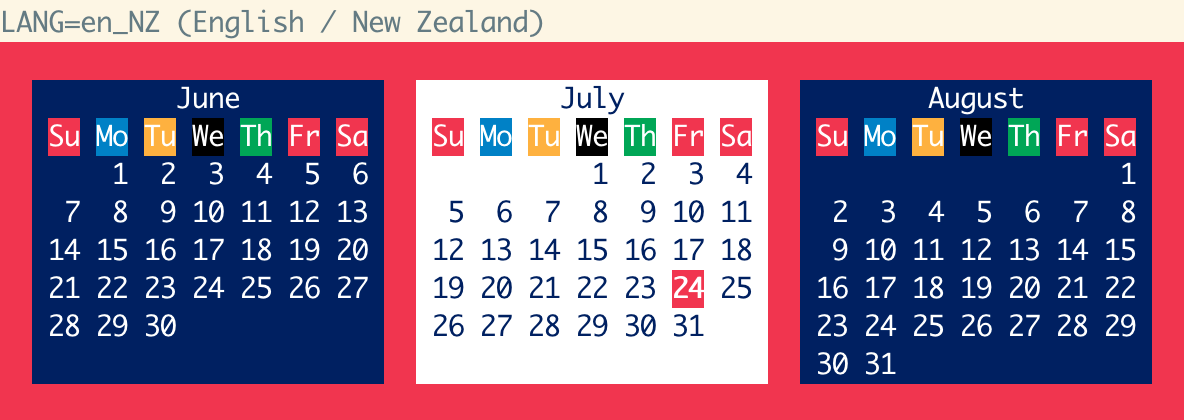 LANG=en_NZ (English / New Zealand)
June
Su Mo Tu We Th Fr Sa
1 2 3 4 5 6
7 8 9 10 11 12 13
14 15 16 17 18 19 20
21 22 23 24 25 26 27
28 29 30
July
Su Mo Tu We Th Fr Sa
1 2 3 4
5 6 7 8 9 10 11
12 13 14 15 16 17 18
19 20 21 22 23 24 25
26 27 28 29 30 31
August
Su Mo Tu We Th Fr Sa
1
2 3 4 5 6 7 8
9 10 11 12 13 14 15
16 17 18 19 20 21 22
23 24 25 26 27 28 29
30 31